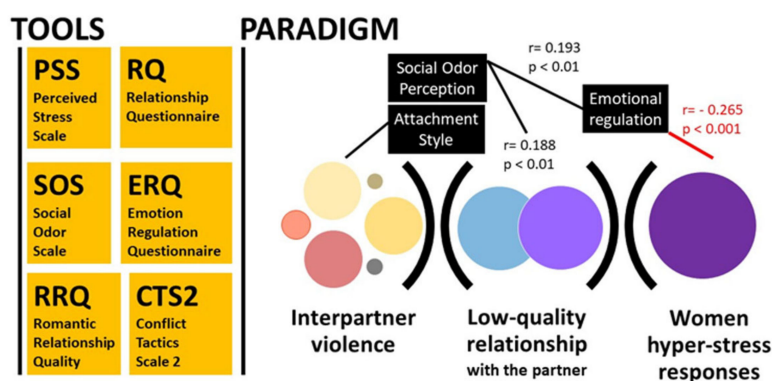 TOOLS
PSS
Perceived
Stress
Scale
RQ
Relationship
Questionnaire
SOS
Social
Odor
Scale
ERQ
Emotion
Regulation
Questionnaire
RRQ
Romantic
Relationship
Quality
CTS2
Conflict
Tactics
Scale 2
PARADIGM
Social Odor
Perception
Attachment
Style
r= 0.193
p < 0.01
r= 0.188
p < 0.01
Emotional
regulation
r= - 0.265
p < 0.001
Interpartner
violence
Low-quality
relationship
with the partner
Women
hyper-stress
responses